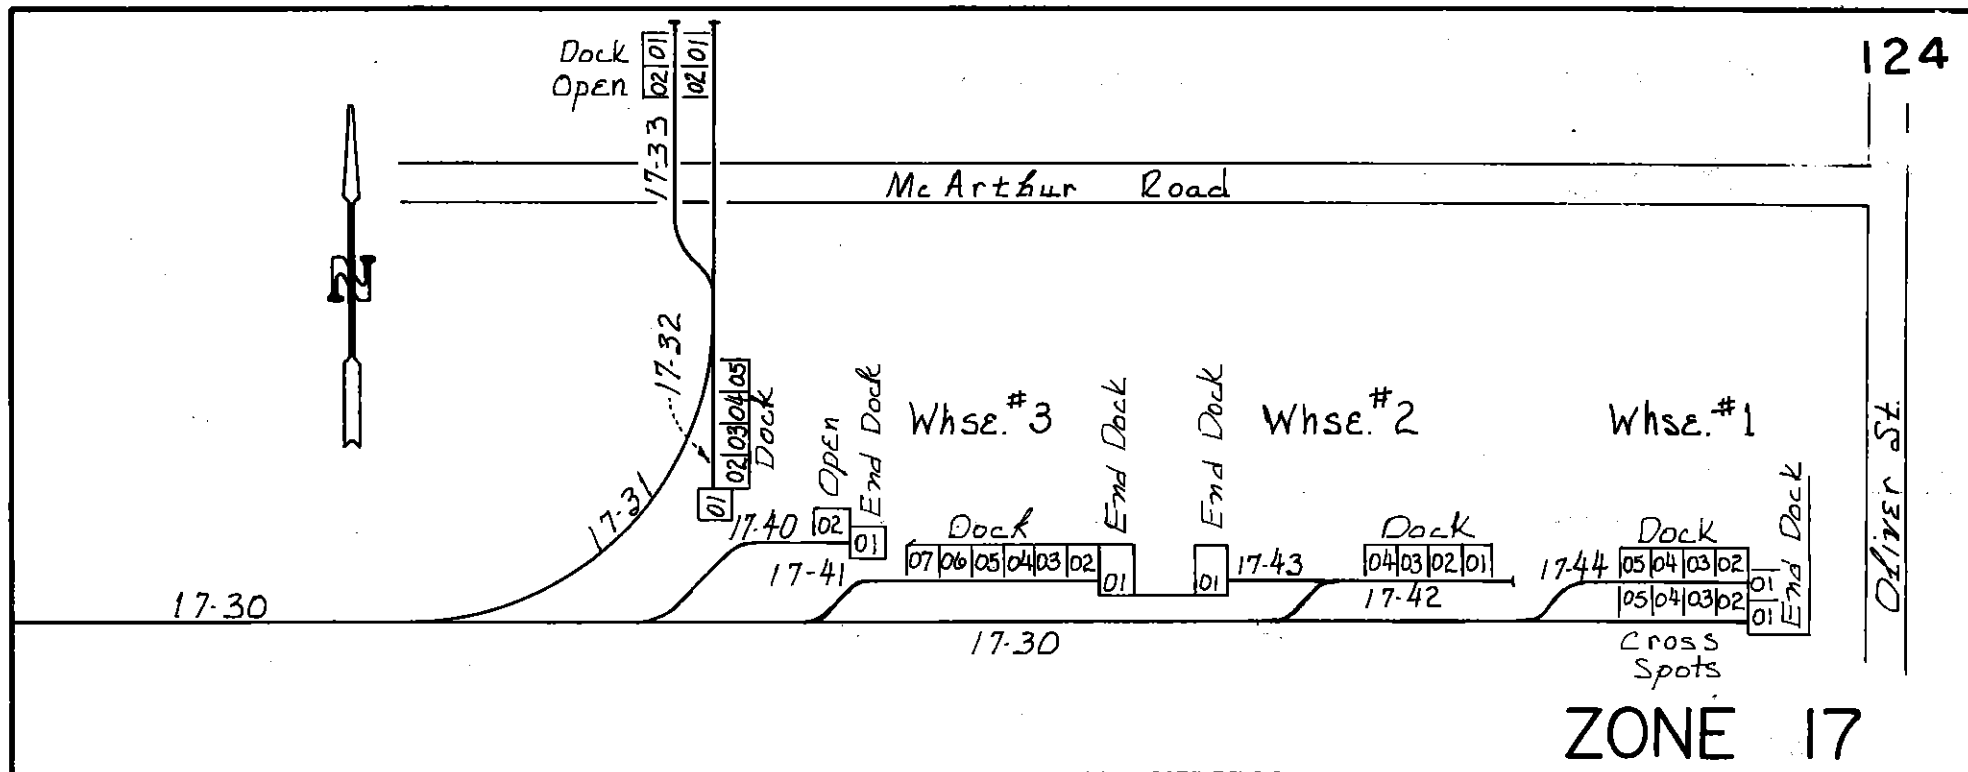 124
Dock 02 01 02 01
Open
17-33
McArthur Road
N
17-32
02 03 04 05
Dock
01
17-31
17-40
Open
02
End Dock
01
Whse. #3
Dock
07 06 05 04 03 02
01
End Dock
17-41
End Dock
01
17-43
Whse. #2
Dock
04 03 02 01
17-42
Whse. #1
Dock
17-44
05 04 03 02 01
05 04 03 02 01
End Dock
Cross
Spots
17-30
17-30
ZONE 17